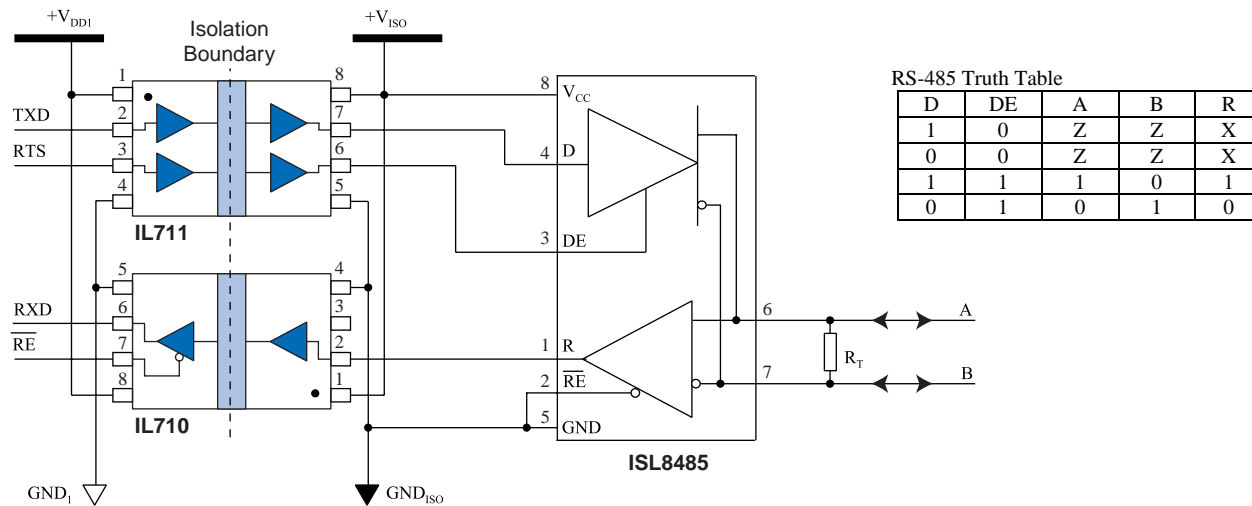 +VDD1
+VISO
Isolation
Boundary
1
8
8
VCC
TXD
2
7
RTS
3
6
4
D
4
5
IL711
3
DE
5
4
RXD
6
3
6
A
RE
7
2
1
R
RT
2
RE
7
B
8
1
5
GND
IL710
ISL8485
GND1
GNDISO
RS-485 Truth Table
D DE A B R
1 0 Z Z X
0 0 Z Z X
1 1 1 0 1
0 1 0 1 0